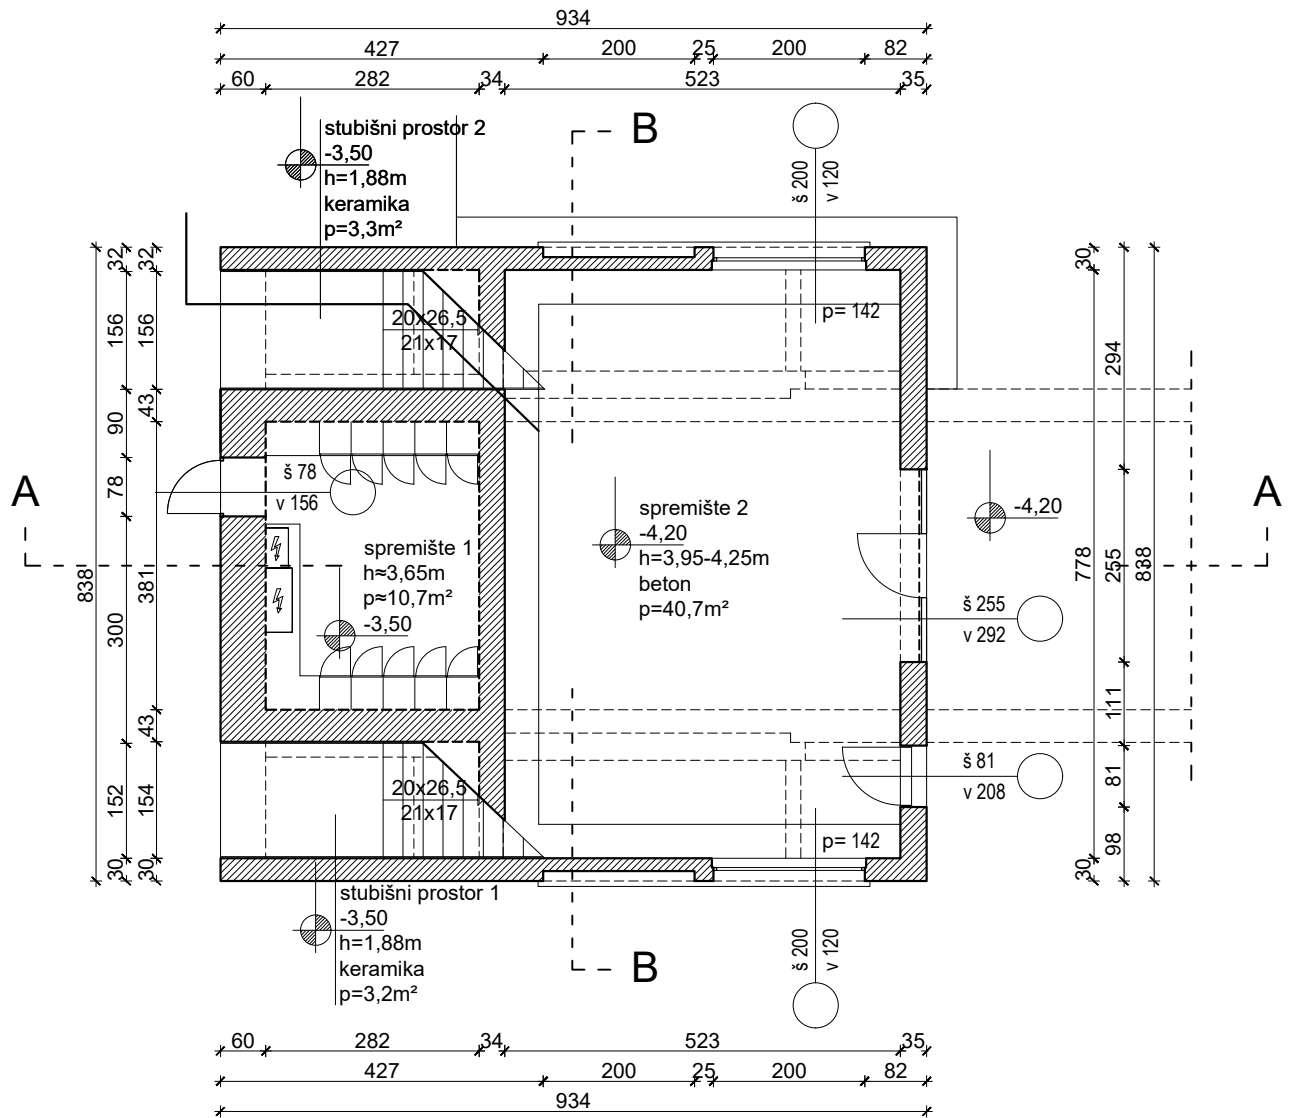 934
427 200 25 200 82
60 282 34 523 35
stubišni prostor 2
-3,50
h=1,88m
keramika
p=3,3m²
B
š 200
v 120
32 32
30
156 156
294
90 43
20x26,5
21x17
p= 142
78
š 78
v 156
A
A
838
381
300
spremište 1
h≈3,65m
p≈10,7m²
-3,50
spremište 2
-4,20
h=3,95-4,25m
beton
p=40,7m²
-4,20
778
255
838
š 255
v 292
43
111
š 81
v 208
152 154
81
20x26,5
21x17
p= 142
98
30 30
30
stubišni prostor 1
-3,50
h=1,88m
keramika
p=3,2m²
B
š 200
v 120
60 282 34 523 35
427 200 25 200 82
934